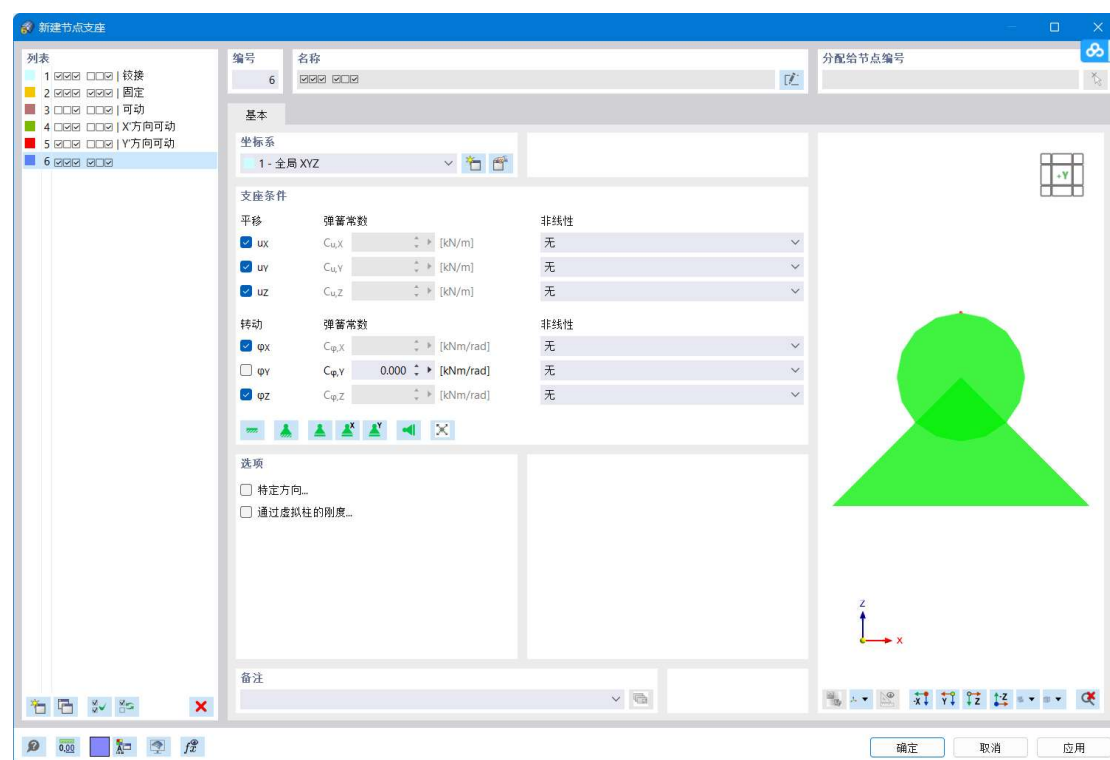 新建节点支座
列表
1 ☑☑☑ ☐☐☑ | 铰接
2 ☑☑☑ ☑☑☑ | 固定
3 ☐☐☑ ☐☐☑ | 可动
4 ☐☑☑ ☐☐☑ | X'方向可动
5 ☑☐☑ ☐☐☑ | Y'方向可动
6 ☑☑☑ ☑☐☑
编号
6
名称
☑☑☑ ☑☐☑
分配给节点编号
基本
坐标系
1 - 全局 XYZ
支座条件
平移 弹簧常数 非线性
uX Cu,X [kN/m] 无
uY Cu,Y [kN/m] 无
uZ Cu,Z [kN/m] 无
转动 弹簧常数 非线性
φX Cφ,X [kNm/rad] 无
φY Cφ,Y 0.000 [kNm/rad] 无
φZ Cφ,Z [kNm/rad] 无
X Y
选项
特定方向...
通过虚拟柱的刚度...
备注
+Y
Z
X
-X Y Z -Z
0.00
确定 取消 应用